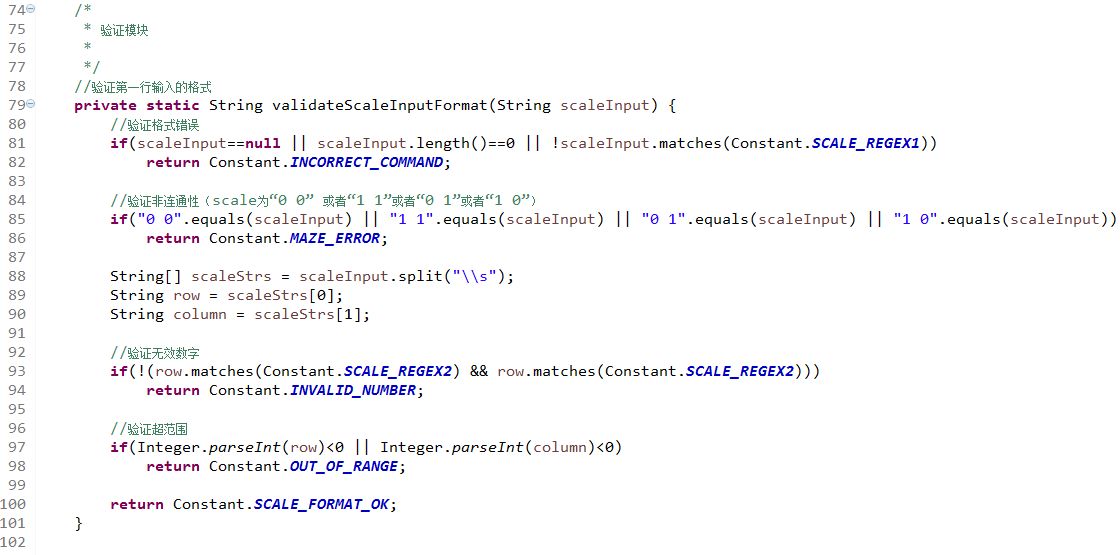 74 /*
75  * 验证模块
76  *
77  */
78 //验证第一行输入的格式
79 private static String validateScaleInputFormat(String scaleInput) {
80     //验证格式错误
81     if(scaleInput==null || scaleInput.length()==0 || !scaleInput.matches(Constant.SCALE_REGEX1))
82         return Constant.INCORRECT_COMMAND;
83
84     //验证非连通性（scale为“0 0” 或者“1 1”或者“0 1”或者“1 0”）
85     if("0 0".equals(scaleInput) || "1 1".equals(scaleInput) || "0 1".equals(scaleInput) || "1 0".equals(scaleInput))
86         return Constant.MAZE_ERROR;
87
88     String[] scaleStrs = scaleInput.split("\\s");
89     String row = scaleStrs[0];
90     String column = scaleStrs[1];
91
92     //验证无效数字
93     if(!(row.matches(Constant.SCALE_REGEX2) && row.matches(Constant.SCALE_REGEX2)))
94         return Constant.INVALID_NUMBER;
95
96     //验证超范围
97     if(Integer.parseInt(row)<0 || Integer.parseInt(column)<0)
98         return Constant.OUT_OF_RANGE;
99
100     return Constant.SCALE_FORMAT_OK;
101 }
102